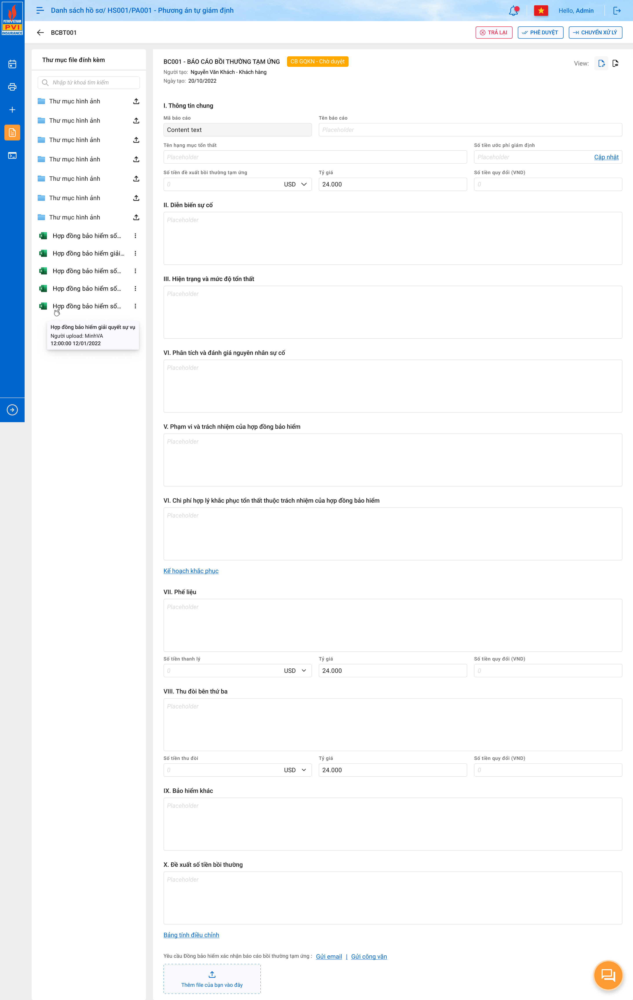 PETROVIETNAM
PVI
INSURANCE
Danh sách hồ sơ/ HS001/PA001 - Phương án tự giám định
Hello, Admin
BCBT001
TRẢ LẠI
PHÊ DUYỆT
CHUYỂN XỬ LÝ
Thư mục file đính kèm
Nhập từ khoá tìm kiếm
Thư mục hình ảnh
Thư mục hình ảnh
Thư mục hình ảnh
Thư mục hình ảnh
Thư mục hình ảnh
Thư mục hình ảnh
Thư mục hình ảnh
Hợp đồng bảo hiểm số...
Hợp đồng bảo hiểm giải...
Hợp đồng bảo hiểm số...
Hợp đồng bảo hiểm số...
Hợp đồng bảo hiểm số...
Hợp đồng bảo hiểm giải quyết sự vụ
Người upload: MinhVA
12:00:00 12/01/2022
BC001 - BÁO CÁO BỒI THƯỜNG TẠM ỨNG
CB GQKN - Chờ duyệt
View:
Người tạo: Nguyễn Văn Khách - Khách hàng
Ngày tạo: 20/10/2022
I. Thông tin chung
Mã báo cáo
Tên báo cáo
Content text
Placeholder
Tên hạng mục tổn thất
Số tiền ước phí giám định
Placeholder
Placeholder
Cập nhật
Số tiền đề xuất bồi thường tạm ứng
Tỷ giá
Số tiền quy đổi (VND)
0
USD
24.000
0
II. Diễn biến sự cố
Placeholder
III. Hiện trạng và mức độ tổn thất
Placeholder
VI. Phân tích và đánh giá nguyên nhân sự cố
Placeholder
V. Phạm vi và trách nhiệm của hợp đồng bảo hiểm
Placeholder
VI. Chi phí hợp lý khắc phục tổn thất thuộc trách nhiệm của hợp đồng bảo hiểm
Placeholder
Kế hoạch khắc phục
VII. Phế liệu
Placeholder
Số tiền thanh lý
Tỷ giá
Số tiền quy đổi (VND)
0
USD
24.000
0
VIII. Thu đòi bên thứ ba
Placeholder
Số tiền thu đòi
Tỷ giá
Số tiền quy đổi (VND)
0
USD
24.000
0
IX. Bảo hiểm khác
Placeholder
X. Đề xuất số tiền bồi thường
Placeholder
Bảng tính điều chỉnh
Yêu cầu Đồng bảo hiểm xác nhận báo cáo bồi thường tạm ứng : Gửi email | Gửi công văn
Thêm file của bạn vào đây